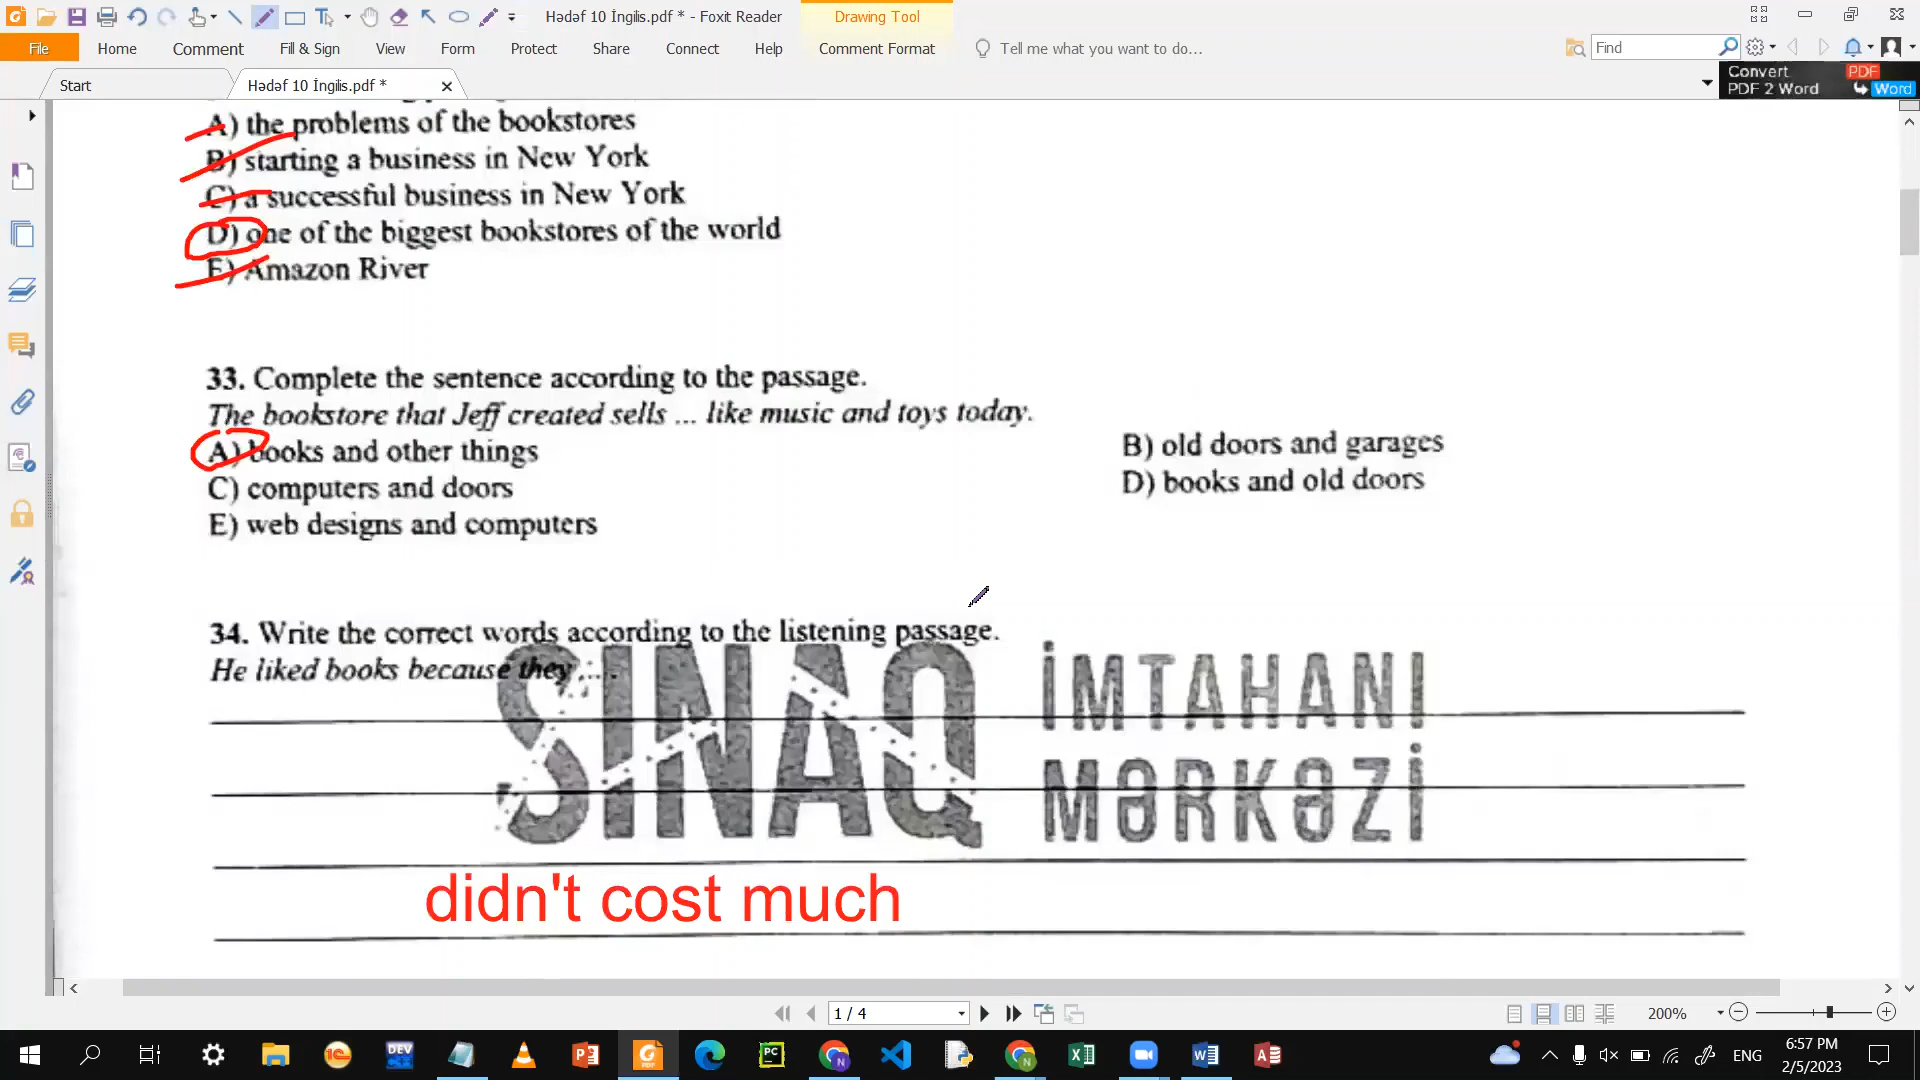 Hədəf 10 İngilis.pdf * - Foxit Reader
Drawing Tool
File
Home
Comment
Fill & Sign
View
Form
Protect
Share
Connect
Help
Comment Format
Tell me what you want to do...
Find
Start
Hədəf 10 İngilis.pdf *
Convert PDF
PDF 2 Word Word
A) the problems of the bookstores
B) starting a business in New York
C) a successful business in New York
D) one of the biggest bookstores of the world
E) Amazon River
33. Complete the sentence according to the passage.
The bookstore that Jeff created sells ... like music and toys today.
A) books and other things
B) old doors and garages
C) computers and doors
D) books and old doors
E) web designs and computers
34. Write the correct words according to the listening passage.
He liked books because they ....
SINAQ İMTAHANI
MƏRKƏZİ
didn't cost much
1 / 4
200%
DEV
PC
ENG
6:57 PM
2/5/2023